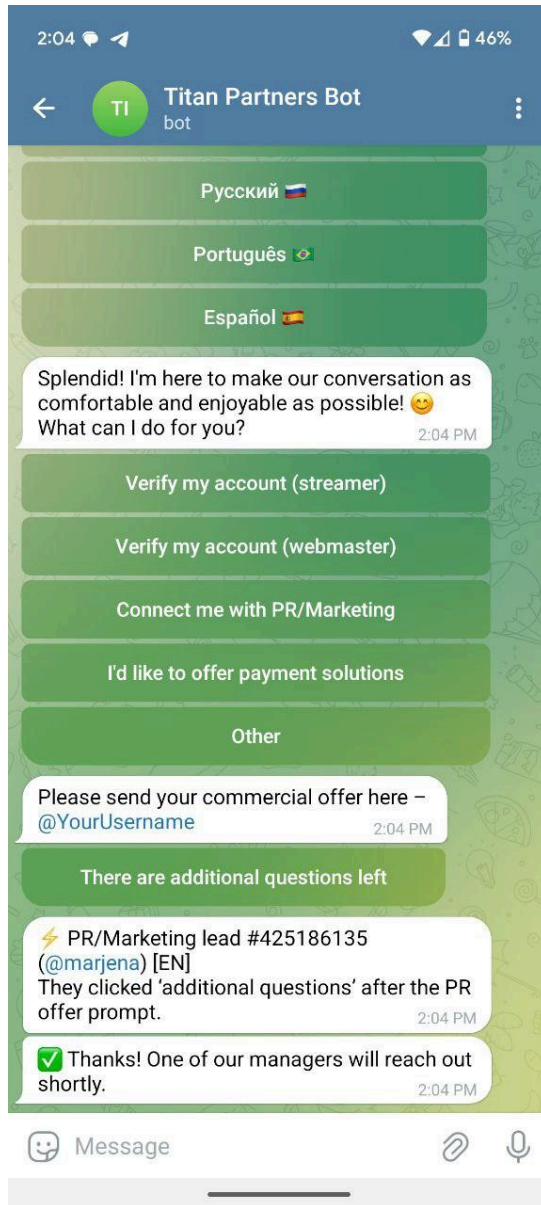 2:04
46%
TI
Titan Partners Bot
bot
Русский 🇷🇺
Português 🇧🇷
Español 🇪🇸
Splendid! I'm here to make our conversation as
comfortable and enjoyable as possible! 😊
What can I do for you?
2:04 PM
Verify my account (streamer)
Verify my account (webmaster)
Connect me with PR/Marketing
I'd like to offer payment solutions
Other
Please send your commercial offer here –
@YourUsername
2:04 PM
There are additional questions left
⚡ PR/Marketing lead #425186135
(@marjena) [EN]
They clicked ‘additional questions’ after the PR
offer prompt.
2:04 PM
✅ Thanks! One of our managers will reach out
shortly.
2:04 PM
Message